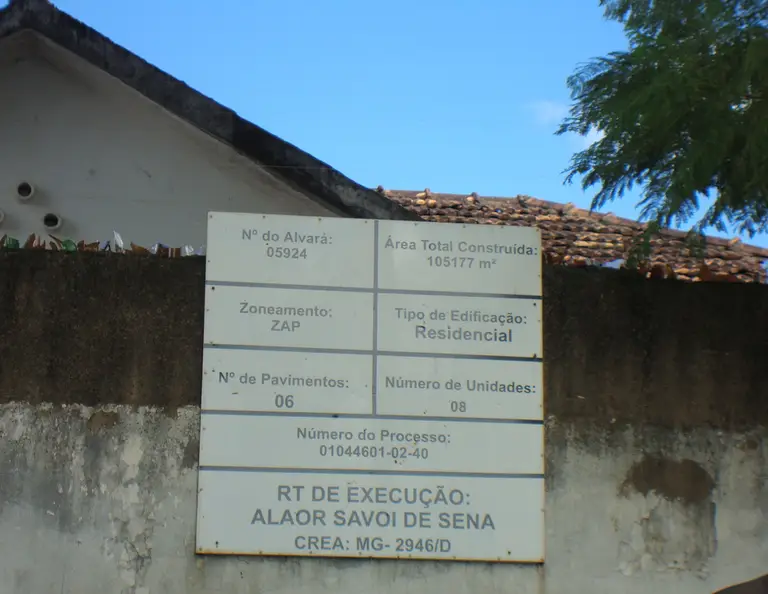 Nº do Alvará:
05924
Área Total Construída:
105177 m²
Zoneamento:
ZAP
Tipo de Edificação:
Residencial
Nº de Pavimentos:
06
Número de Unidades:
08
Número do Processo:
01044601-02-40
RT DE EXECUÇÃO:
ALAOR SAVOI DE SENA
CREA: MG- 2946/D